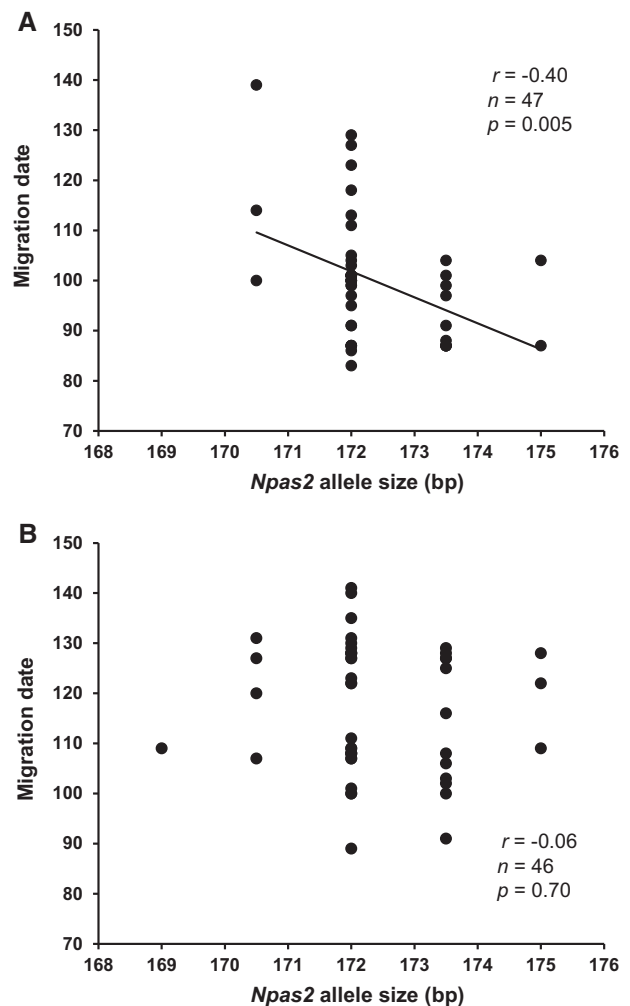 A
150
140
130
120
110
100
90
80
70
Migration date
r = -0.40
n = 47
p = 0.005
168 169 170 171 172 173 174 175 176
Npas2 allele size (bp)
B
150
140
130
120
110
100
90
80
70
Migration date
r = -0.06
n = 46
p = 0.70
168 169 170 171 172 173 174 175 176
Npas2 allele size (bp)